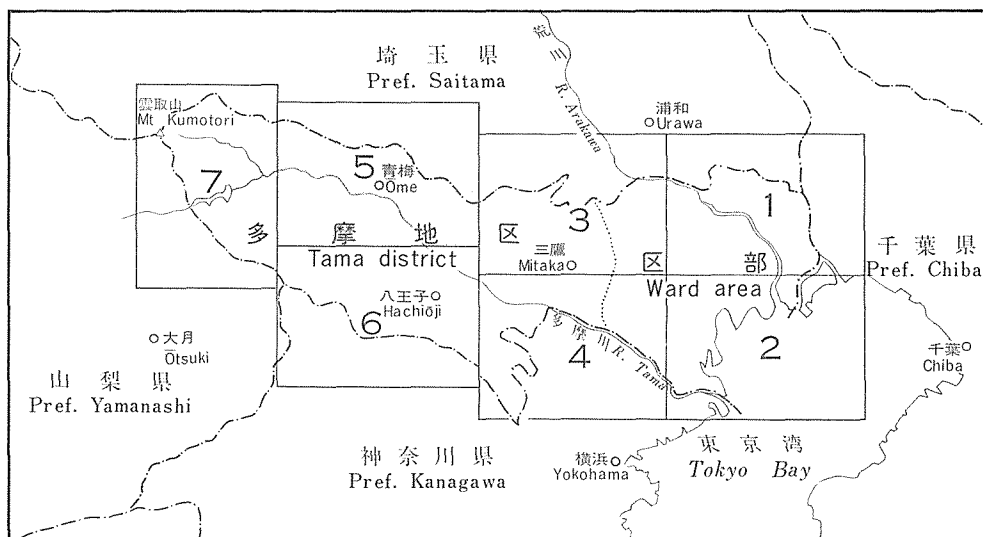 埼玉県
Pref. Saitama
荒川 R. Arakawa
浦和
Urawa
雲取山
Mt Kumotori
7
5
青梅
Ōme
3
1
多摩地区
Tama district
三鷹
Mitaka
区部
Ward area
千葉県
Pref. Chiba
八王子
Hachiōji
6
4
多摩川 R. Tama
2
大月
Ōtsuki
千葉
Chiba
山梨県
Pref. Yamanashi
神奈川県
Pref. Kanagawa
横浜
Yokohama
東京湾
Tokyo Bay